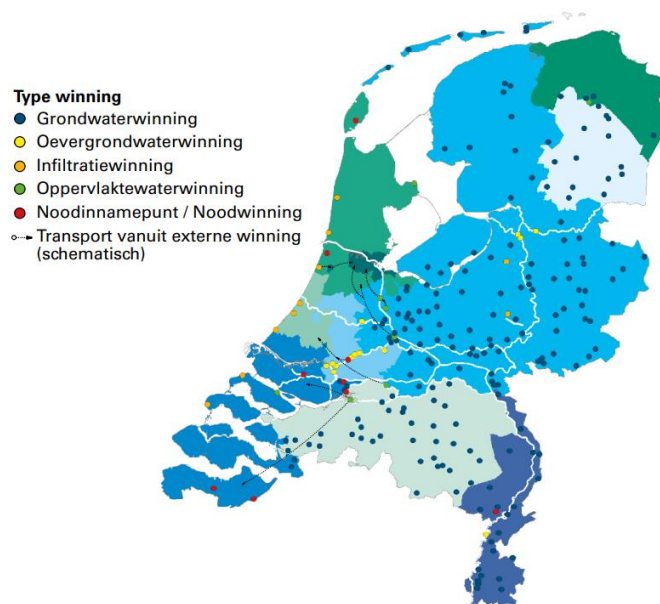 Type winning
Grondwaterwinning
Oevergrondwaterwinning
Infiltratiewinning
Oppervlaktewaterwinning
Noodinnamepunt / Noodwinning
Transport vanuit externe winning
(schematisch)